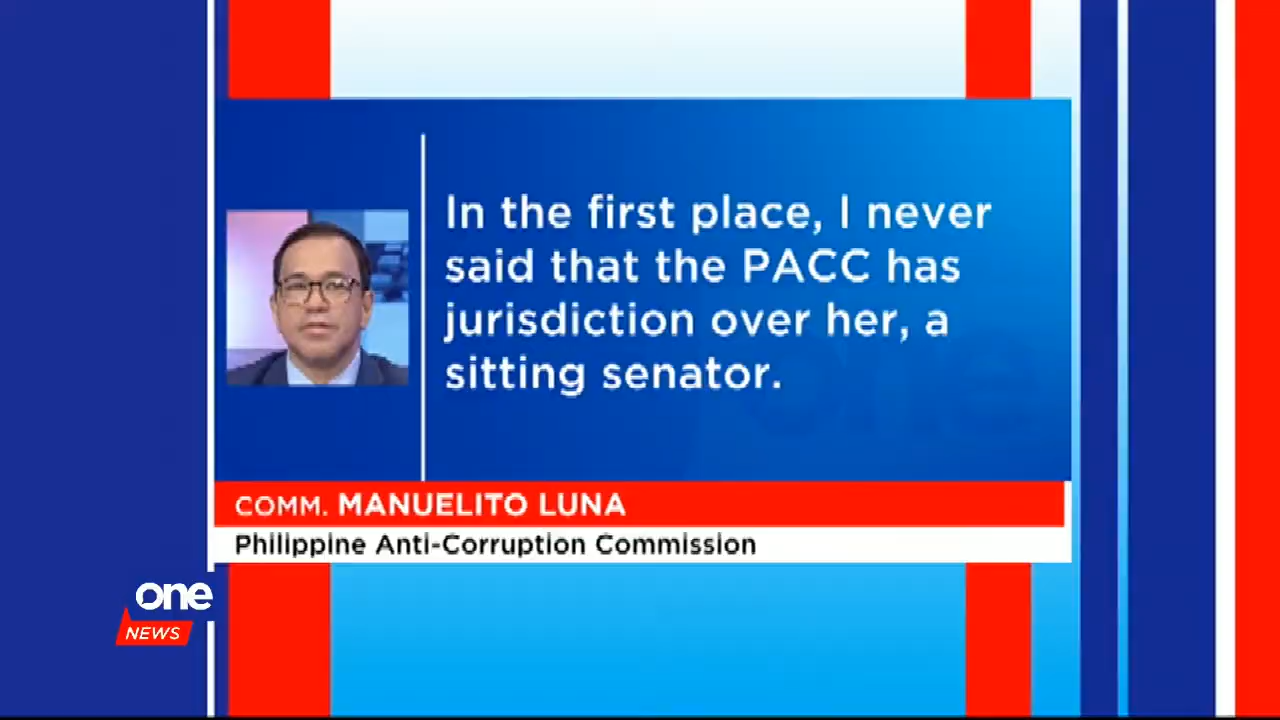 In the first place, I never
said that the PACC has
jurisdiction over her, a
sitting senator.
COMM. MANUELITO LUNA
Philippine Anti-Corruption Commission
one
NEWS